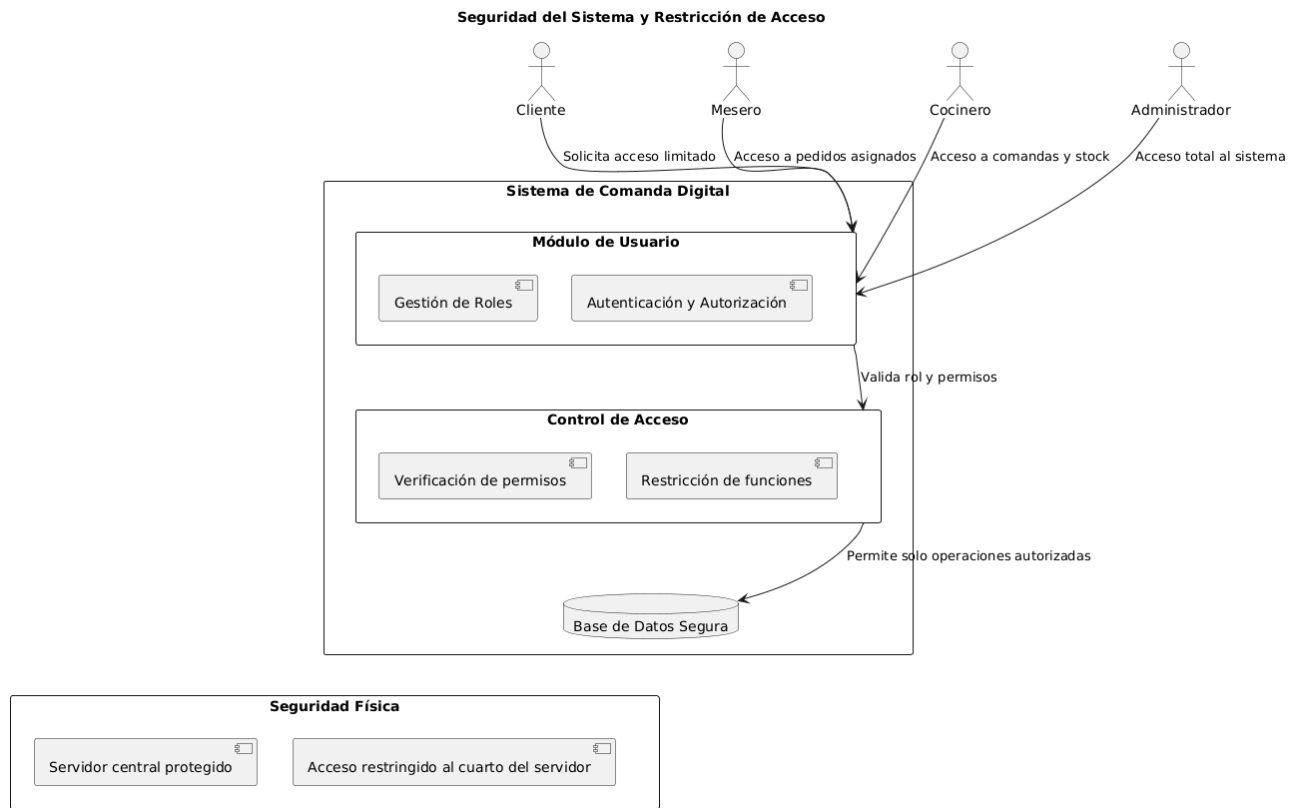 Seguridad del Sistema y Restricción de Acceso
Cliente
Mesero
Cocinero
Administrador
Solicita acceso limitado
Acceso a pedidos asignados
Acceso a comandas y stock
Acceso total al sistema
Sistema de Comanda Digital
Módulo de Usuario
Gestión de Roles
Autenticación y Autorización
Valida rol y permisos
Control de Acceso
Verificación de permisos
Restricción de funciones
Permite solo operaciones autorizadas
Base de Datos Segura
Seguridad Física
Servidor central protegido
Acceso restringido al cuarto del servidor